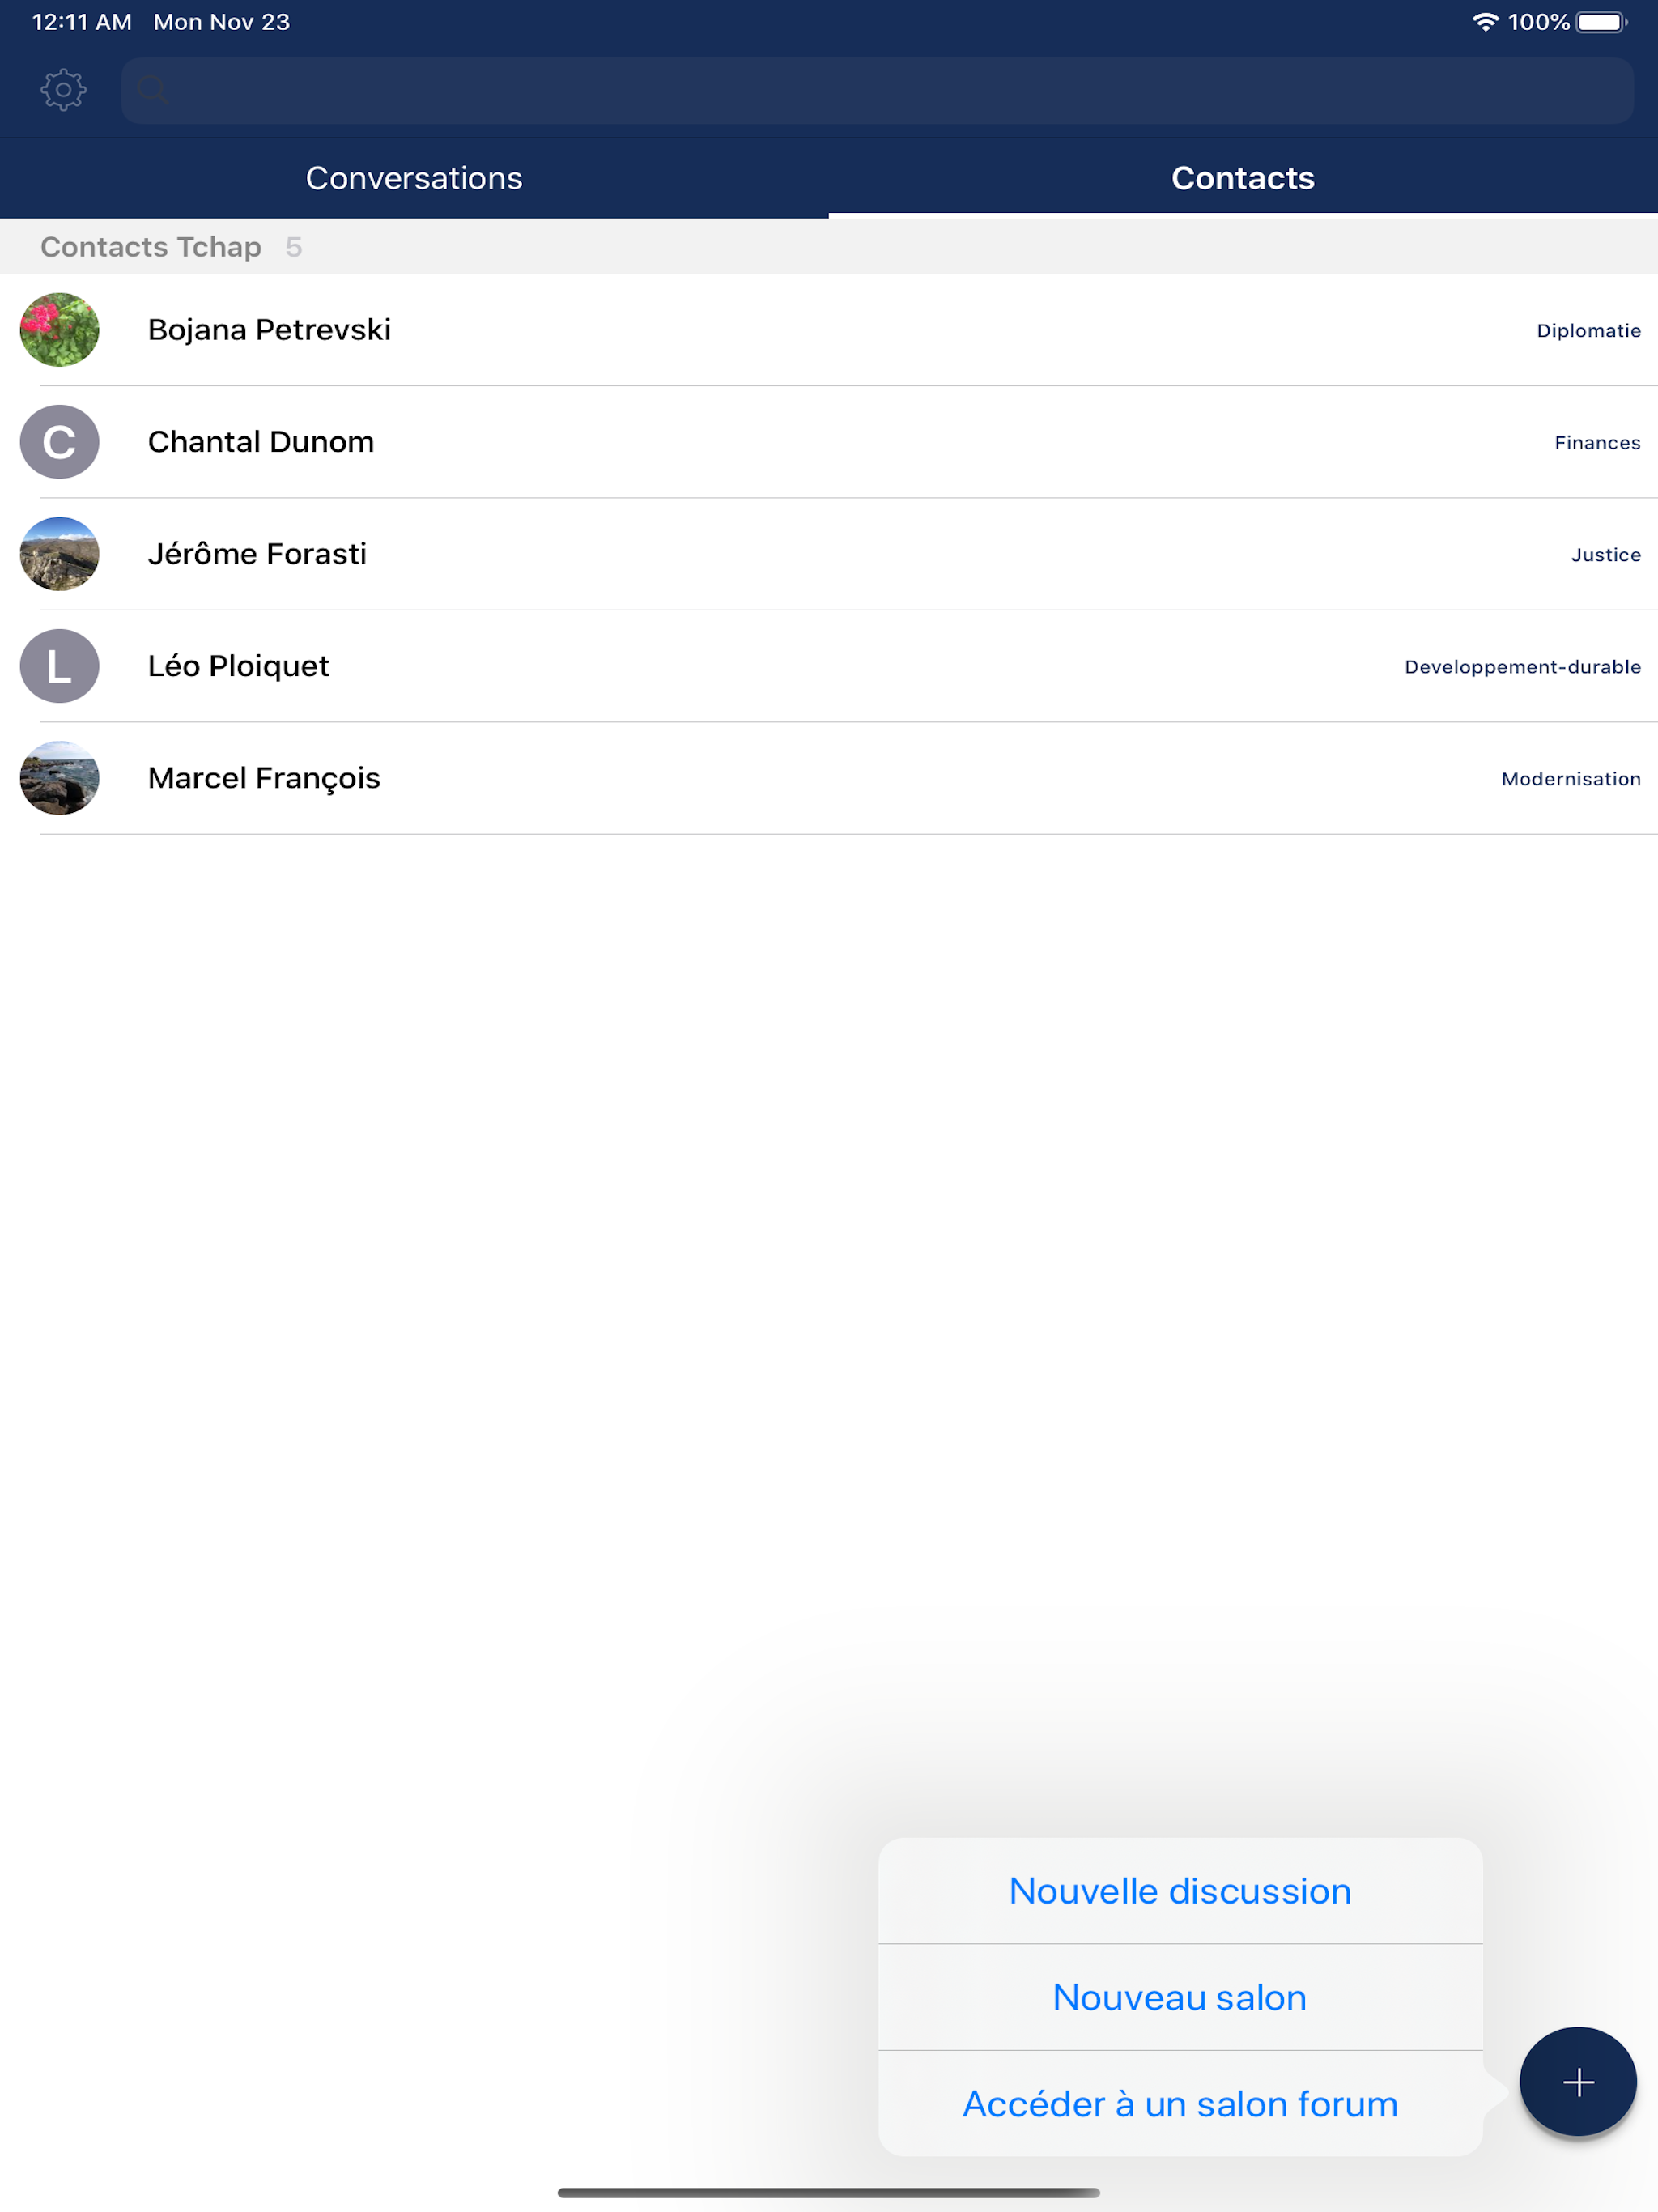 12:11 AM Mon Nov 23 100%
Conversations Contacts
Contacts Tchap 5
Bojana Petrevski Diplomatie
C Chantal Dunom Finances
Jérôme Forasti Justice
L Léo Ploiquet Developpement-durable
Marcel François Modernisation
Nouvelle discussion
Nouveau salon
Accéder à un salon forum